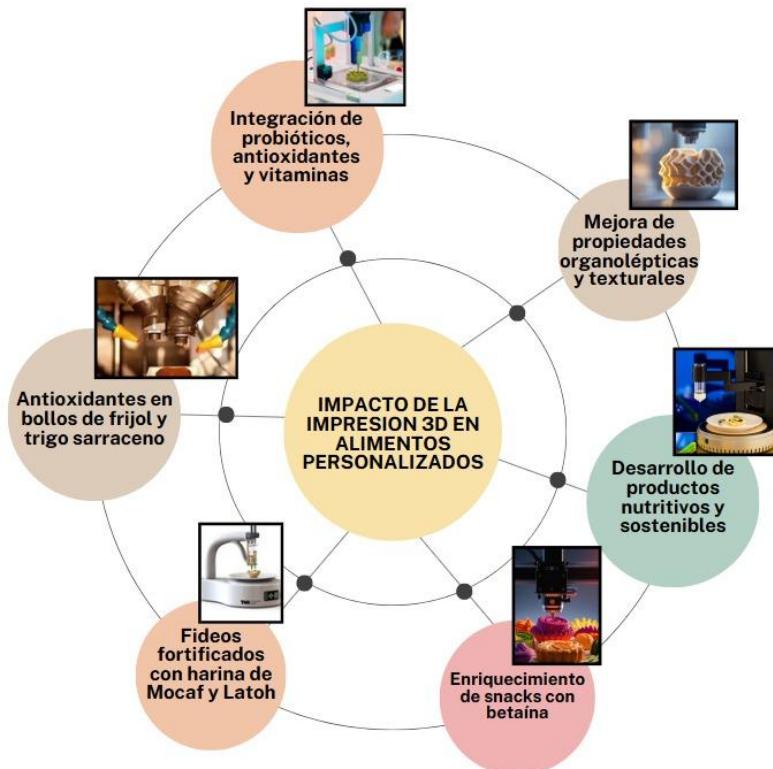 Integración de
probióticos,
antioxidantes
y vitaminas
Mejora de
propiedades
organolépticas
y texturales
Antioxidantes en
bollos de frijol y
trigo sarraceno
IMPACTO DE LA
IMPRESION 3D EN
ALIMENTOS
PERSONALIZADOS
Desarrollo de
productos
nutritivos y
sostenibles
Fideos
fortificados
con harina de
Mocaf y Latoh
Enriquecimiento
de snacks con
betaína